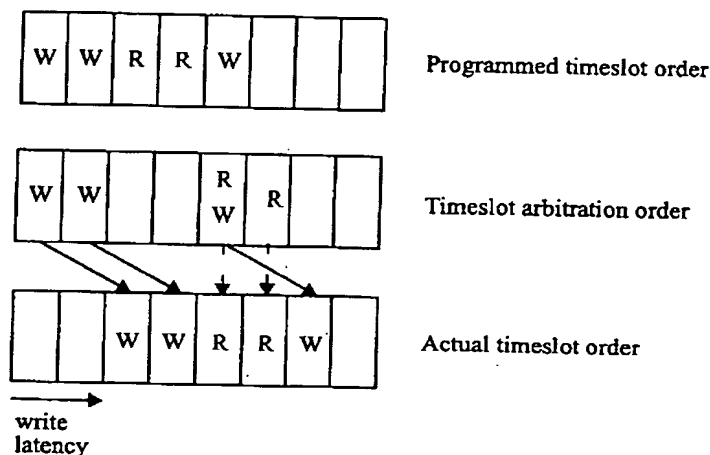 W W R R W
Programmed timeslot order
W W R R
W
Timeslot arbitration order
W W R R W
Actual timeslot order
write
latency